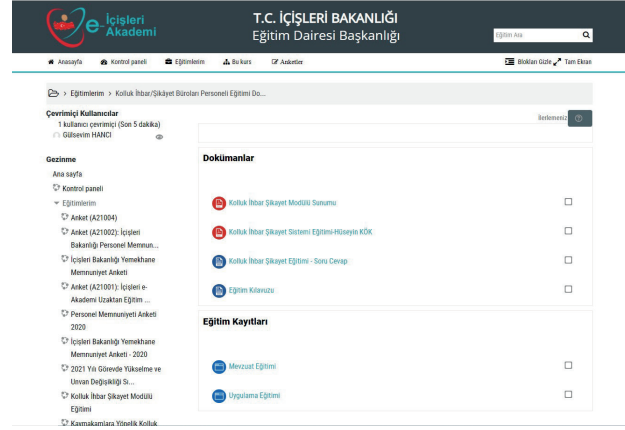 e-İçişleri
Akademi
T.C. İÇİŞLERİ BAKANLIĞI
Eğitim Dairesi Başkanlığı
Eğitim Ara
Anasayfa Kontrol paneli Eğitimlerim Bu kurs Anketler Blokları Gizle Tam Ekran
> Eğitimlerim > Kolluk İhbar/Şikâyet Büroları Personeli Eğitimi Do...
Çevrimiçi Kullanıcılar
1 kullanıcı çevrimiçi (Son 5 dakika)
Gülsevim HANCI
İlerlemeniz
Gezinme
Ana sayfa
Kontrol paneli
Eğitimlerim
Anket (A21004)
Anket (A21002): İçişleri
Bakanlığı Personel Memnun...
İçişleri Bakanlığı Yemekhane
Memnuniyet Anketi
Anket (A21001): İçişleri e-
Akademi Uzaktan Eğitim ...
Personel Memnuniyeti Anketi
2020
İçişleri Bakanlığı Yemekhane
Memnuniyet Anketi - 2020
2021 Yılı Görevde Yükselme ve
Unvan Değişikliği Sı...
Kolluk İhbar Şikayet Modülü
Eğitimi
Kaymakamlara Yönelik Kolluk
Dokümanlar
Kolluk İhbar Şikayet Modülü Sunumu
Kolluk İhbar Şikayet Sistemi Eğitimi-Hüseyin KÖK
Kolluk İhbar Şikayet Eğitimi - Soru Cevap
Eğitim Kılavuzu
Eğitim Kayıtları
Mevzuat Eğitimi
Uygulama Eğitimi